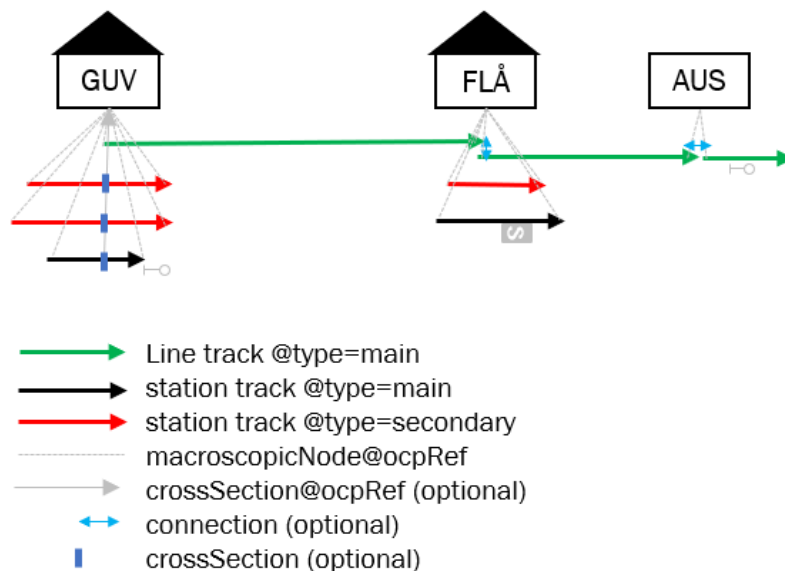 GUV
FLÅ
AUS
S
Line track @type=main
station track @type=main
station track @type=secondary
macroscopicNode@ocpRef
crossSection@ocpRef (optional)
connection (optional)
crossSection (optional)